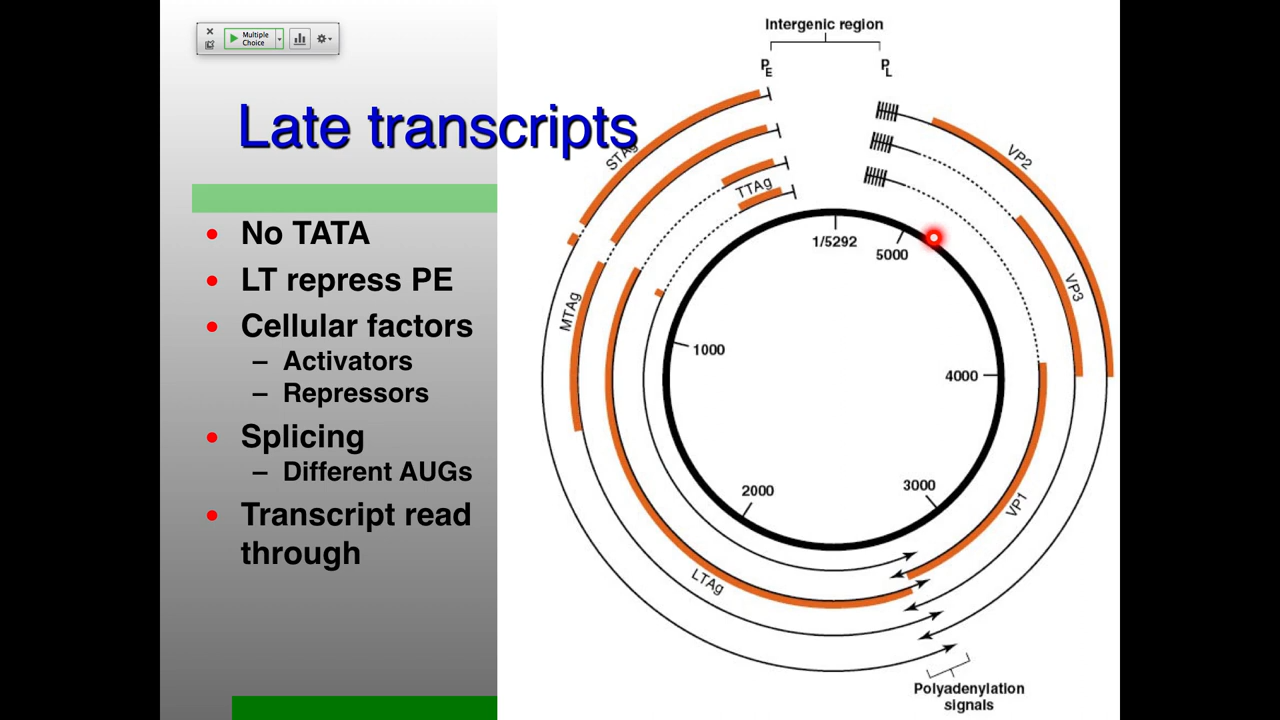 Multiple
Choice
Late transcripts
• No TATA
• LT repress PE
• Cellular factors
– Activators
– Repressors
• Splicing
– Different AUGs
• Transcript read
through
Intergenic region
PE
PL
STAg
TTAg
MTAg
LTAg
VP2
VP3
VP1
1/5292
5000
1000
4000
2000
3000
Polyadenylation
signals